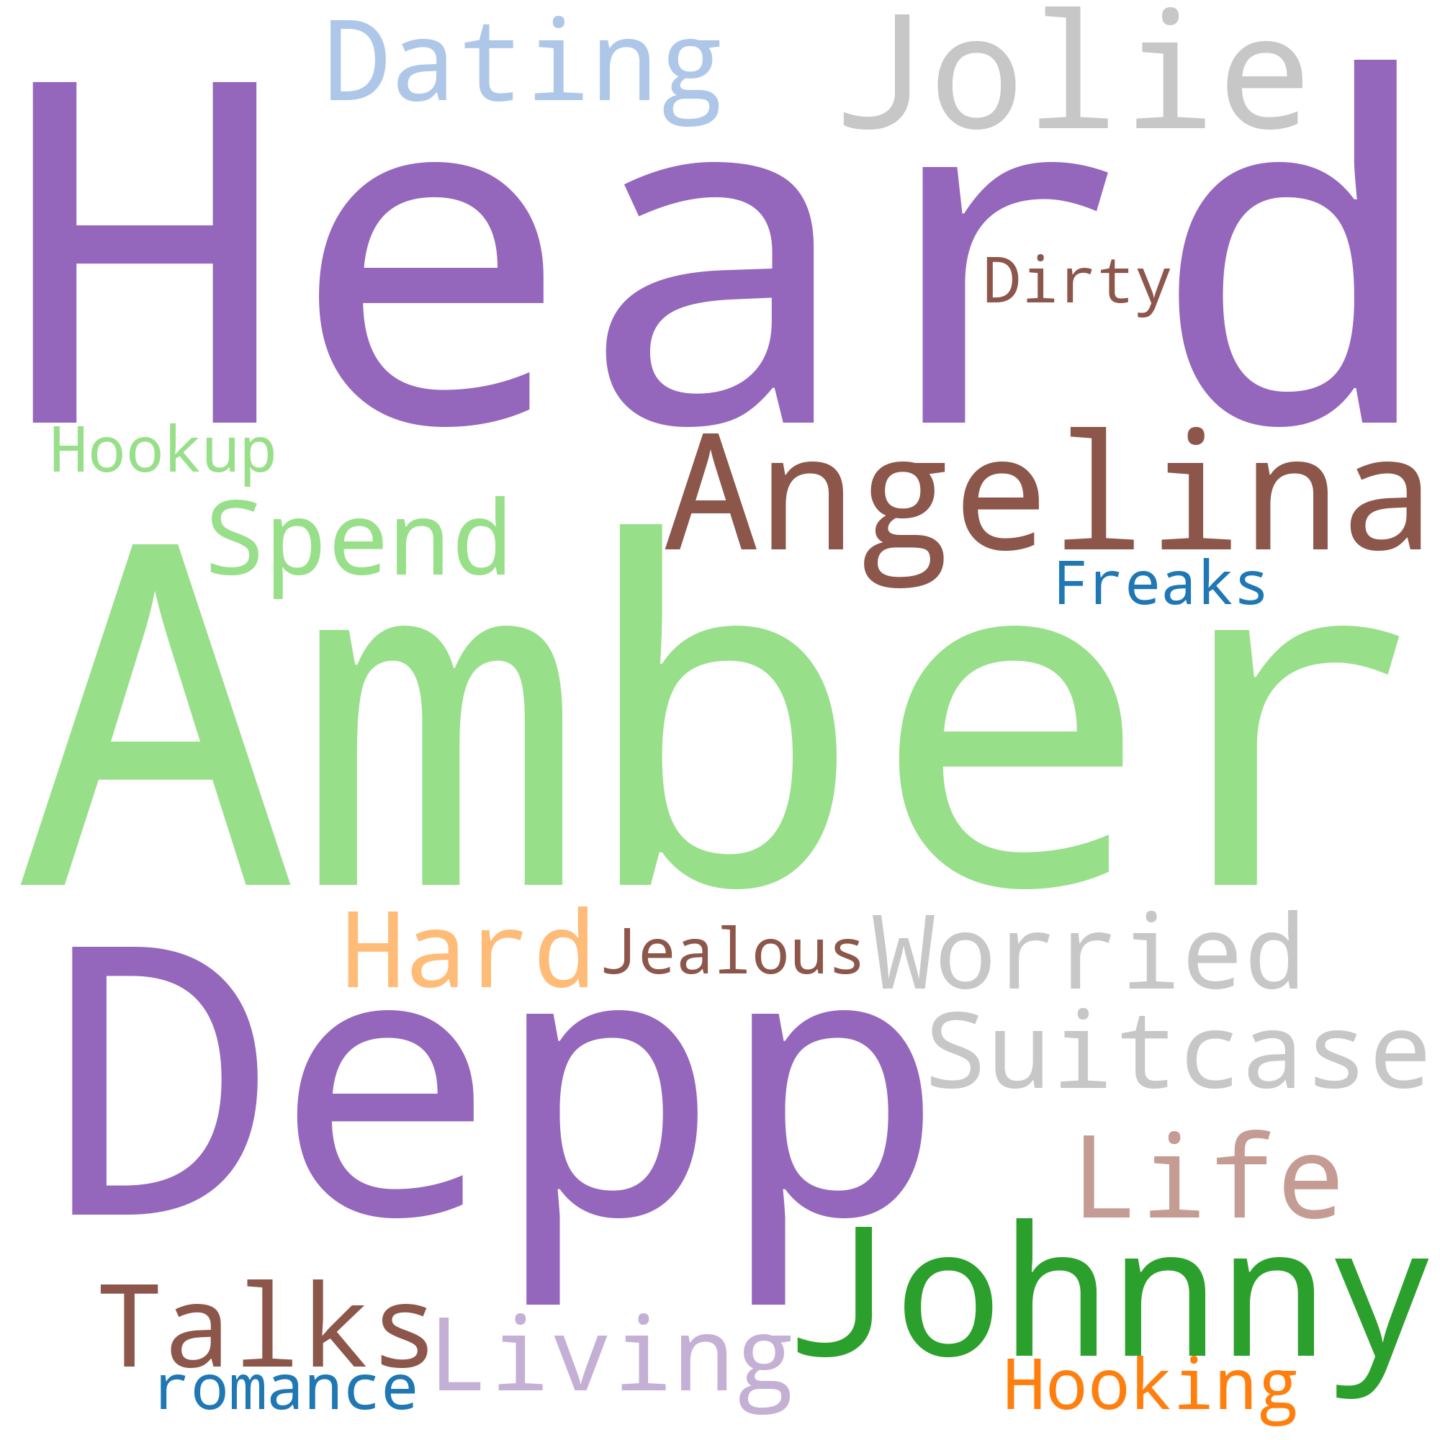 Dating Jolie
Heard
Dirty
Hookup Angelina
Spend
Freaks
Amber
Hard Jealous Worried
Depp Suitcase
Life
Johnny
Talks Living
romance Hooking